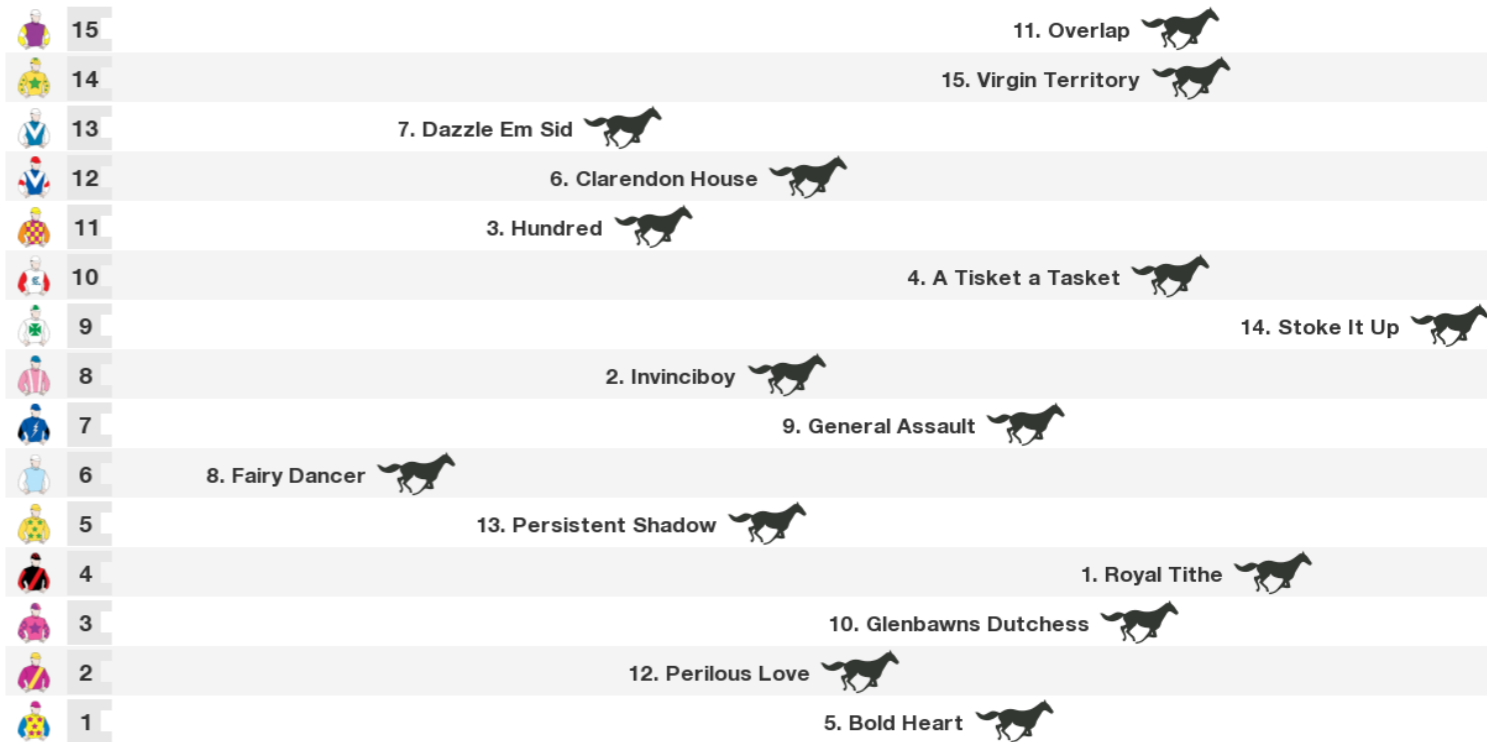 15 11. Overlap
14 15. Virgin Territory
13 7. Dazzle Em Sid
12 6. Clarendon House
11 3. Hundred
10 4. A Tisket a Tasket
9 14. Stoke It Up
8 2. Invinciboy
7 9. General Assault
6 8. Fairy Dancer
5 13. Persistent Shadow
4 1. Royal Tithe
3 10. Glenbawns Dutchess
2 12. Perilous Love
1 5. Bold Heart